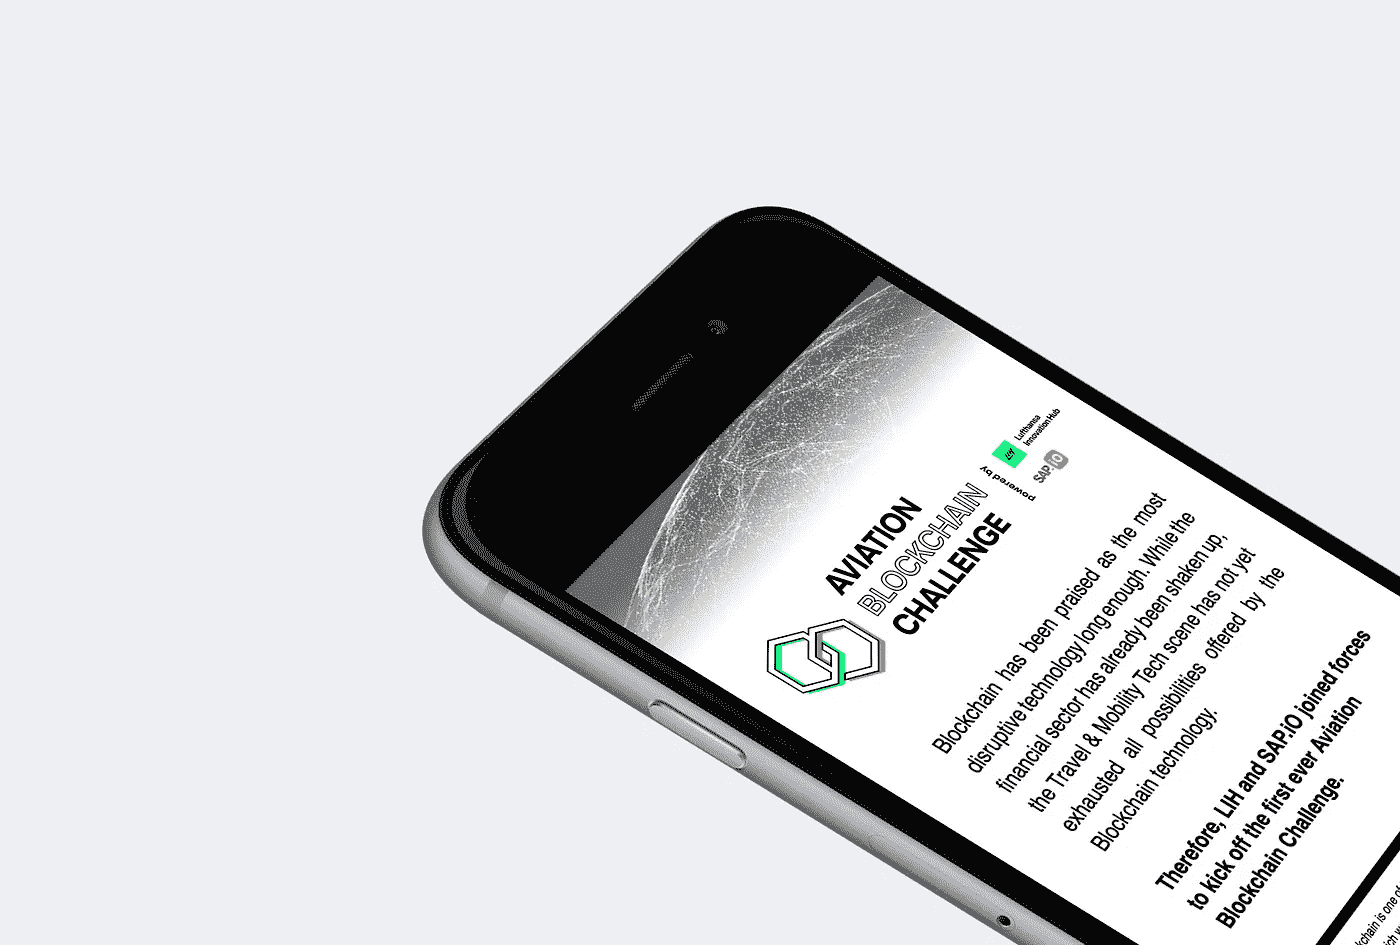 AVIATION
BLOCKCHAIN
CHALLENGE
powered by
LIH
Lufthansa
Innovation Hub
SAP.iO
Blockchain has been praised as the most
disruptive technology long enough. While the
financial sector has already been shaken up,
the Travel & Mobility Tech scene has not yet
exhausted all possibilities offered by the
Blockchain technology.
Therefore, LIH and SAP.iO joined forces
to kick off the first ever Aviation
Blockchain Challenge.
is one of